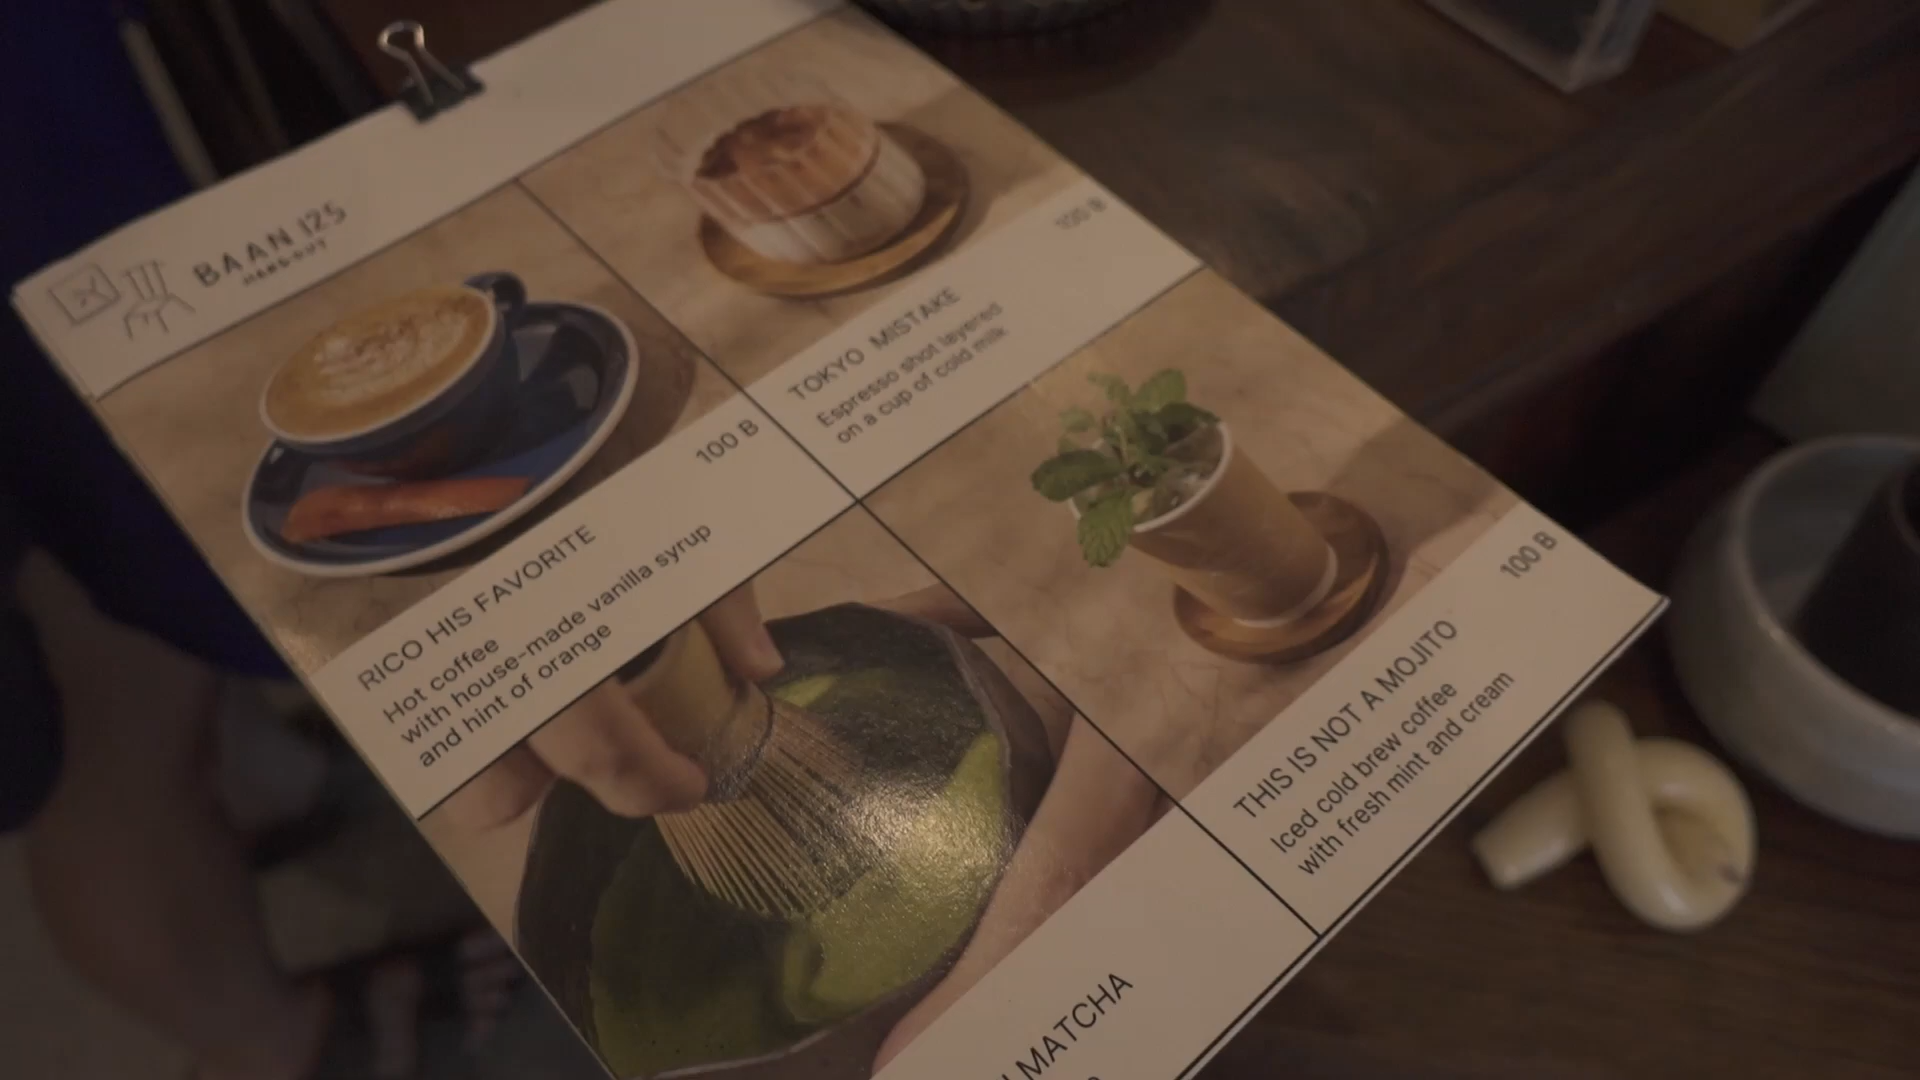 BAAN 125
HANGOUT
100 B
TOKYO MISTAKE
Espresso shot layered
on a cup of cold milk
100 B
RICO HIS FAVORITE
Hot coffee
with house-made vanilla syrup
and hint of orange
100 B
THIS IS NOT A MOJITO
Iced cold brew coffee
with fresh mint and cream
MATCHA